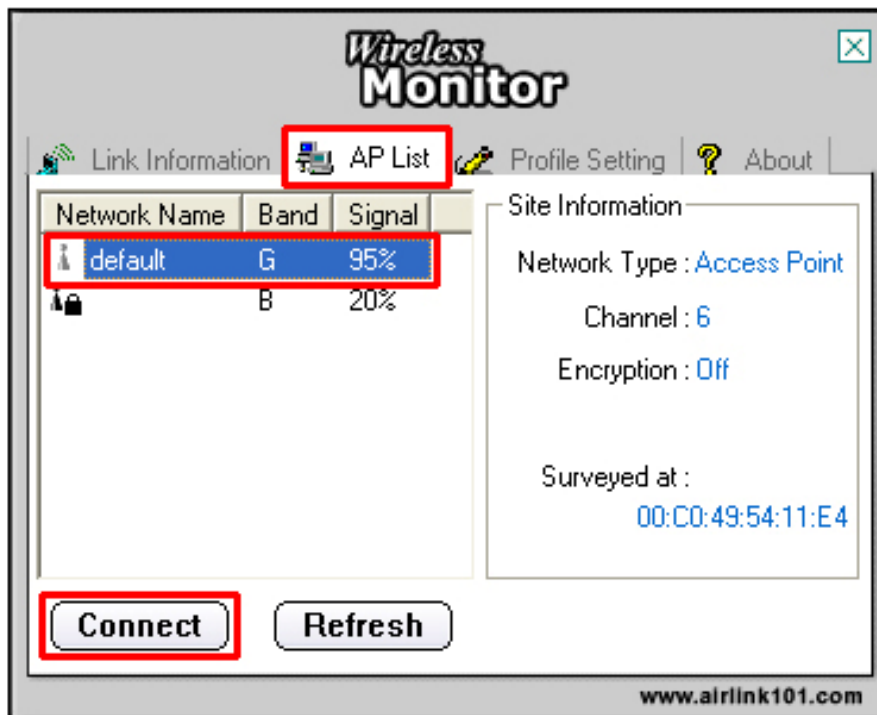 Wireless
Monitor
Link Information AP List Profile Setting About
Network Name Band Signal
default G 95%
B 20%
Site Information
Network Type : Access Point
Channel : 6
Encryption : Off
Surveyed at :
00:C0:49:54:11:E4
Connect Refresh
www.airlink101.com